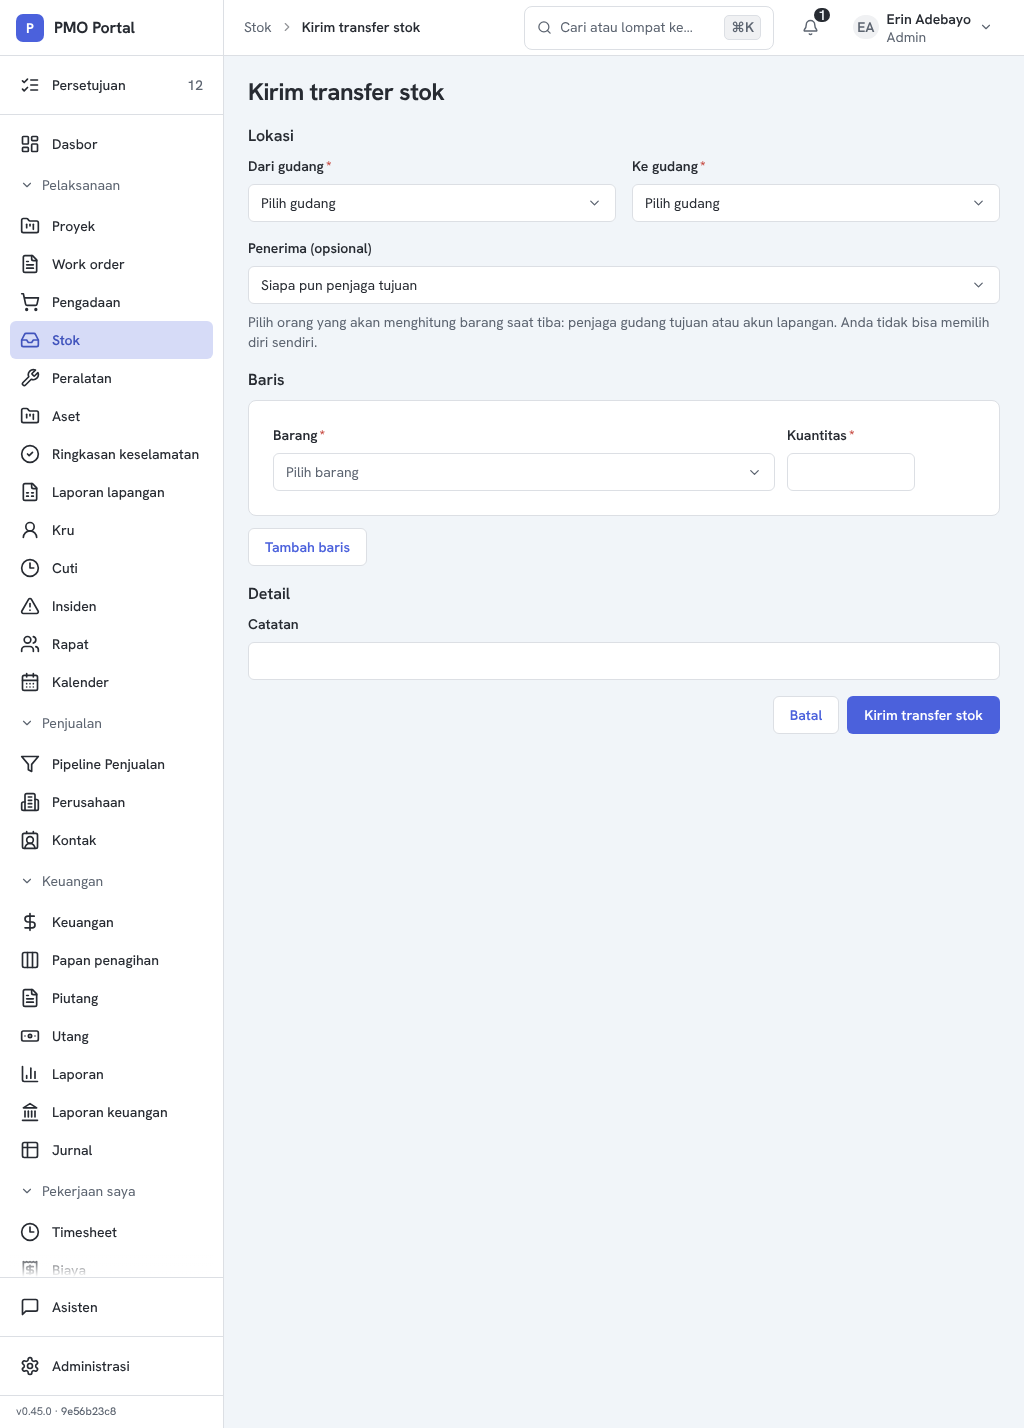 P PMO Portal
Stok > Kirim transfer stok
Cari atau lompat ke... ⌘K
1
EA
Erin Adebayo
Admin
Persetujuan 12
Dasbor
Pelaksanaan
Proyek
Work order
Pengadaan
Stok
Peralatan
Aset
Ringkasan keselamatan
Laporan lapangan
Kru
Cuti
Insiden
Rapat
Kalender
Penjualan
Pipeline Penjualan
Perusahaan
Kontak
Keuangan
Keuangan
Papan penagihan
Piutang
Utang
Laporan
Laporan keuangan
Jurnal
Pekerjaan saya
Timesheet
Biaya
Asisten
Administrasi
v0.45.0 · 9e56b23c8
Kirim transfer stok
Lokasi
Dari gudang * Ke gudang *
Pilih gudang Pilih gudang
Penerima (opsional)
Siapa pun penjaga tujuan
Pilih orang yang akan menghitung barang saat tiba: penjaga gudang tujuan atau akun lapangan. Anda tidak bisa memilih
diri sendiri.
Baris
Barang * Kuantitas *
Pilih barang
Tambah baris
Detail
Catatan
Batal Kirim transfer stok